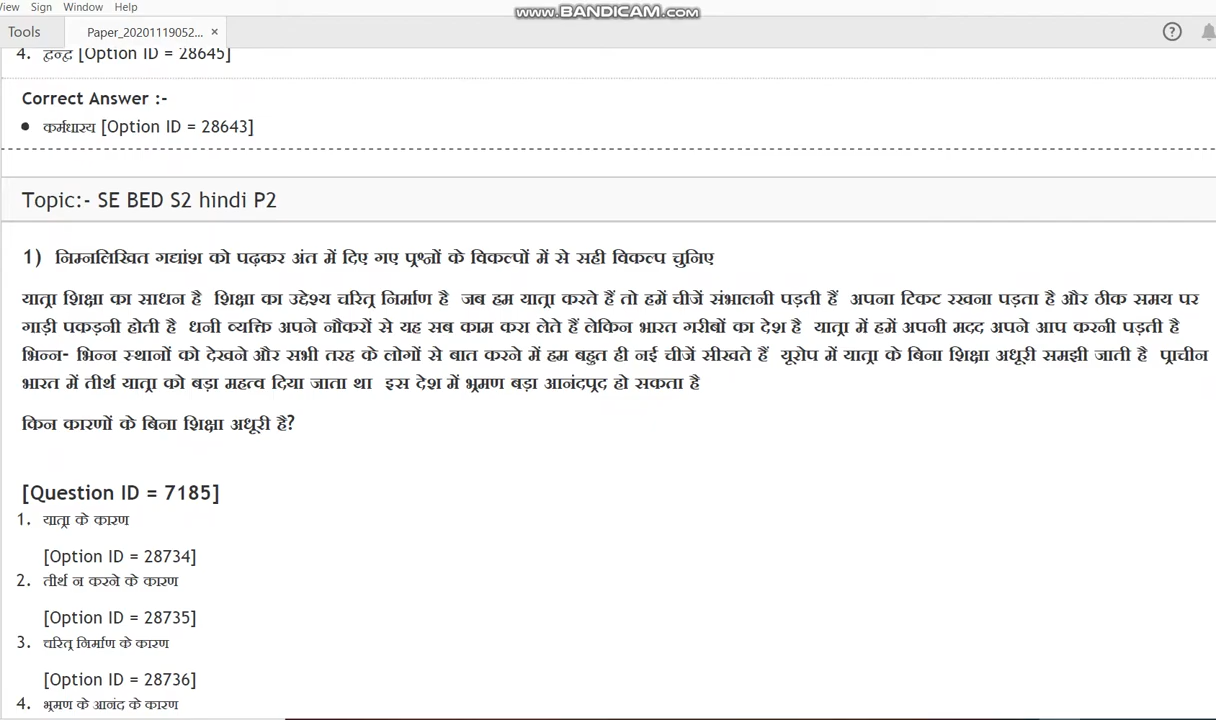 View Sign Window Help
www.BANDICAM.com
Tools Paper_20201119052... ×
4. द्वन्द्व [Option ID = 28645]
Correct Answer :-
• कर्मधारय [Option ID = 28643]
Topic:- SE BED S2 hindi P2
1) निम्नलिखित गद्यांश को पढ़कर अंत में दिए गए प्रश्नों के विकल्पों में से सही विकल्प चुनिए
यात्रा शिक्षा का साधन है शिक्षा का उद्देश्य चरित्र निर्माण है जब हम यात्रा करते हैं तो हमें चीजें संभालनी पड़ती हैं अपना टिकट रखना पड़ता है और ठीक समय पर
गाड़ी पकड़नी होती है धनी व्यक्ति अपने नौकरों से यह सब काम करा लेते हैं लेकिन भारत गरीबों का देश है यात्रा में हमें अपनी मदद अपने आप करनी पड़ती है
भिन्न- भिन्न स्थानों को देखने और सभी तरह के लोगों से बात करने में हम बहुत ही नई चीजें सीखते हैं यूरोप में यात्रा के बिना शिक्षा अधूरी समझी जाती है प्राचीन
भारत में तीर्थ यात्रा को बड़ा महत्व दिया जाता था इस देश में भ्रमण बड़ा आनंदप्रद हो सकता है
किन कारणों के बिना शिक्षा अधूरी है?
[Question ID = 7185]
1. यात्रा के कारण
[Option ID = 28734]
2. तीर्थ न करने के कारण
[Option ID = 28735]
3. चरित्र निर्माण के कारण
[Option ID = 28736]
4. भ्रमण के आनंद के कारण